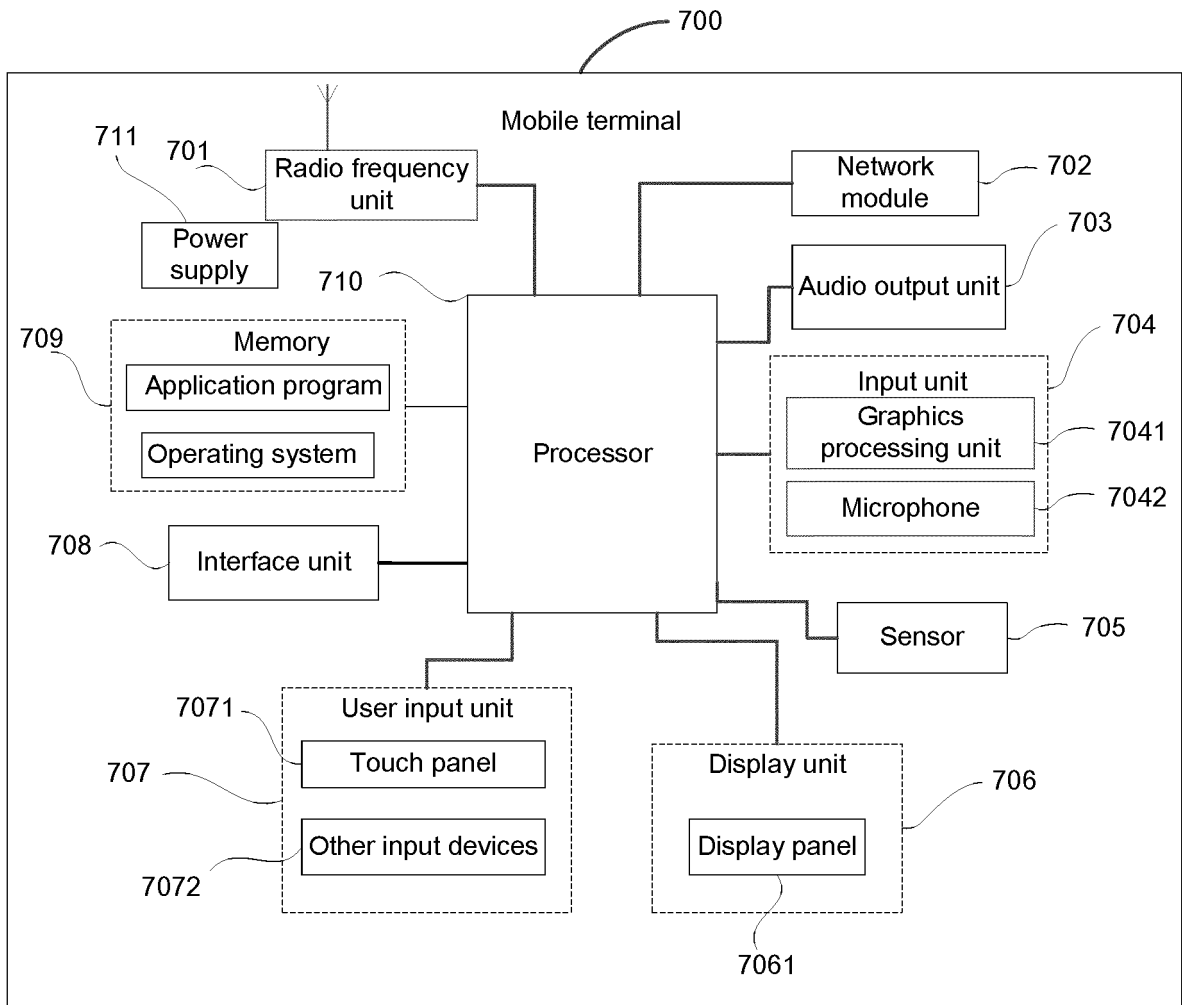 700
Mobile terminal
711
701
Radio frequency
unit
Network
module
702
Power
supply
703
Audio output unit
710
709
Memory
Application program
Operating system
704
Input unit
Graphics
processing unit
7041
Microphone
7042
Processor
708
Interface unit
Sensor
705
7071
User input unit
Touch panel
707
Other input devices
7072
Display unit
706
Display panel
7061